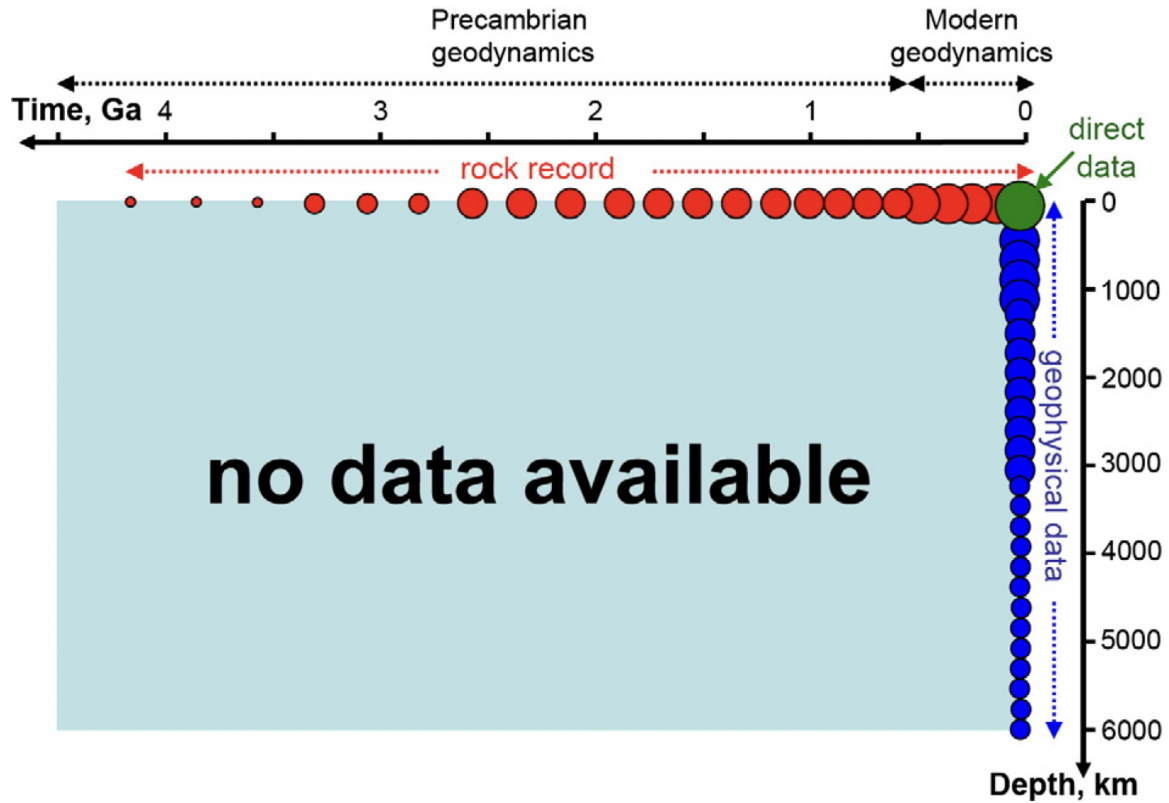 Precambrian
geodynamics
Modern
geodynamics
Time, Ga 4 3 2 1 0
direct
data
rock record
0
1000
2000
3000
4000
5000
6000
geophysical data
no data available
Depth, km